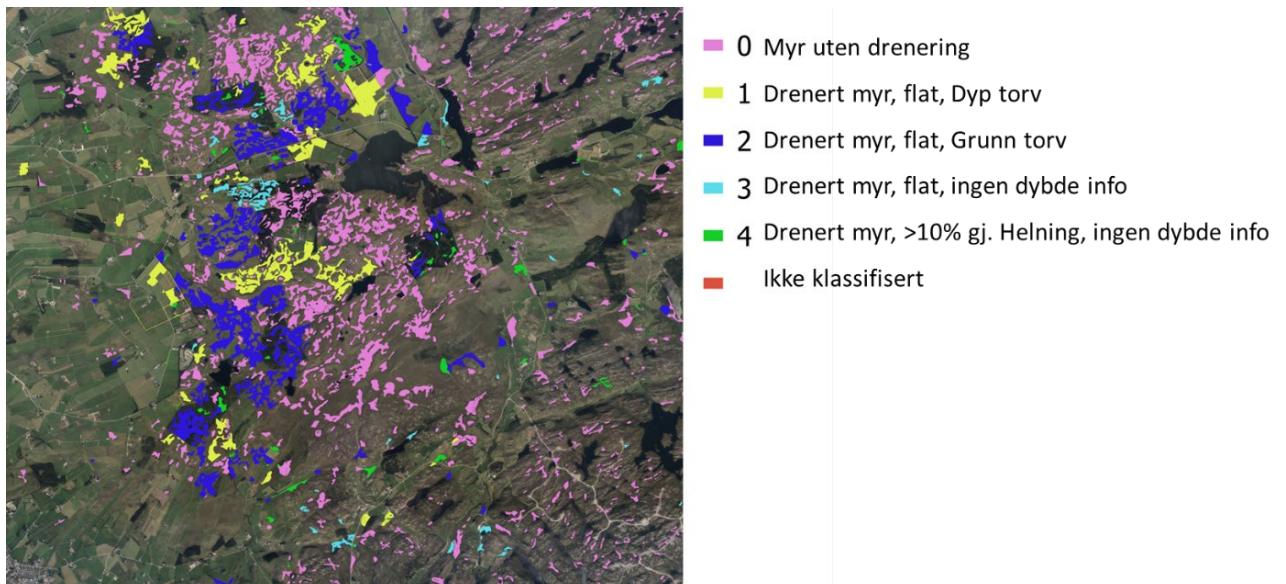 0 Myr uten drenering
1 Drenert myr, flat, Dyp torv
2 Drenert myr, flat, Grunn torv
3 Drenert myr, flat, ingen dybde info
4 Drenert myr, >10% gj. Helning, ingen dybde info
Ikke klassifisert